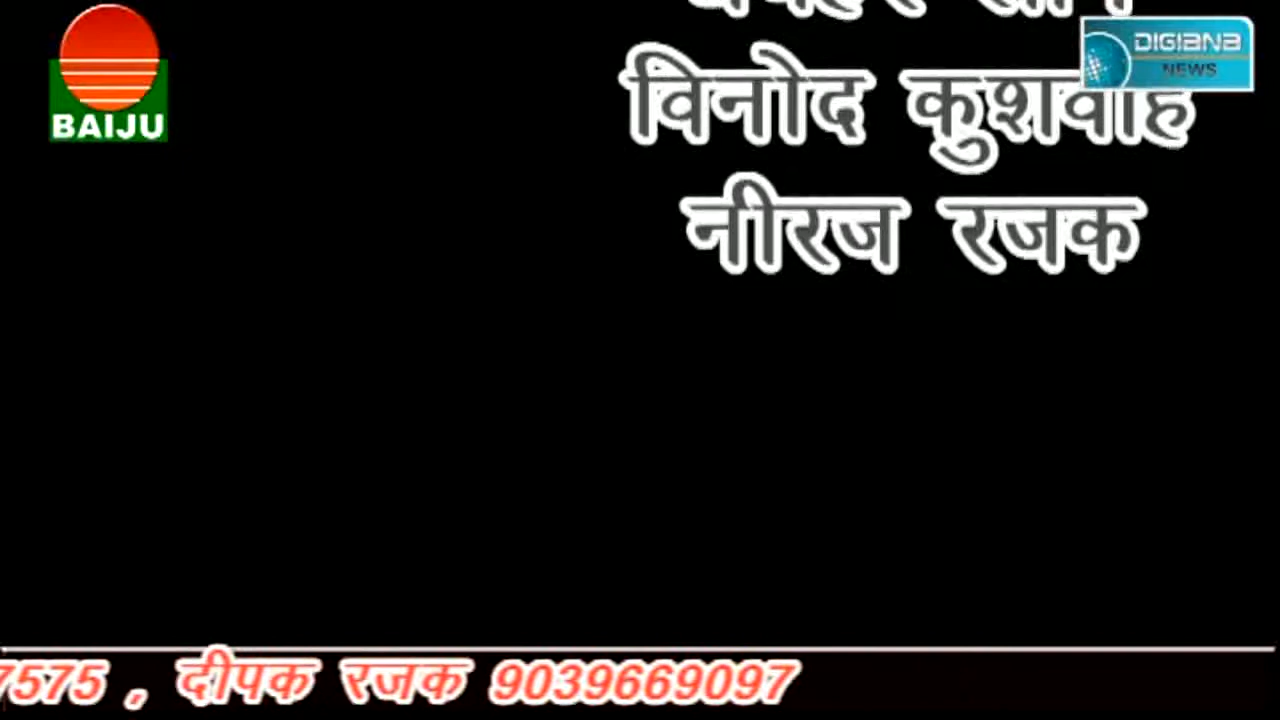 DIGIANA
NEWS
BAIJU
विनोद कुशवाह
नीरज रजक
7575 , दीपक रजक 9039669097